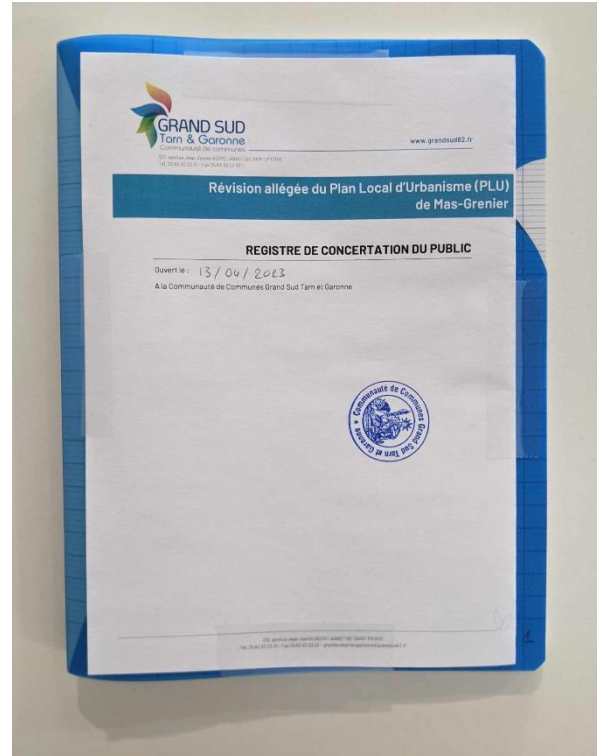 GRAND SUD
Tarn & Garonne
Communauté de communes
www.grandsud82.fr
Révision allégée du Plan Local d'Urbanisme (PLU)
de Mas-Grenier
REGISTRE DE CONCERTATION DU PUBLIC
Ouvert le : 13/04/2023
A la Communauté de Communes Grand Sud Tarn et Garonne
Communauté de Communes Grand Sud Tarn et Garonne
1